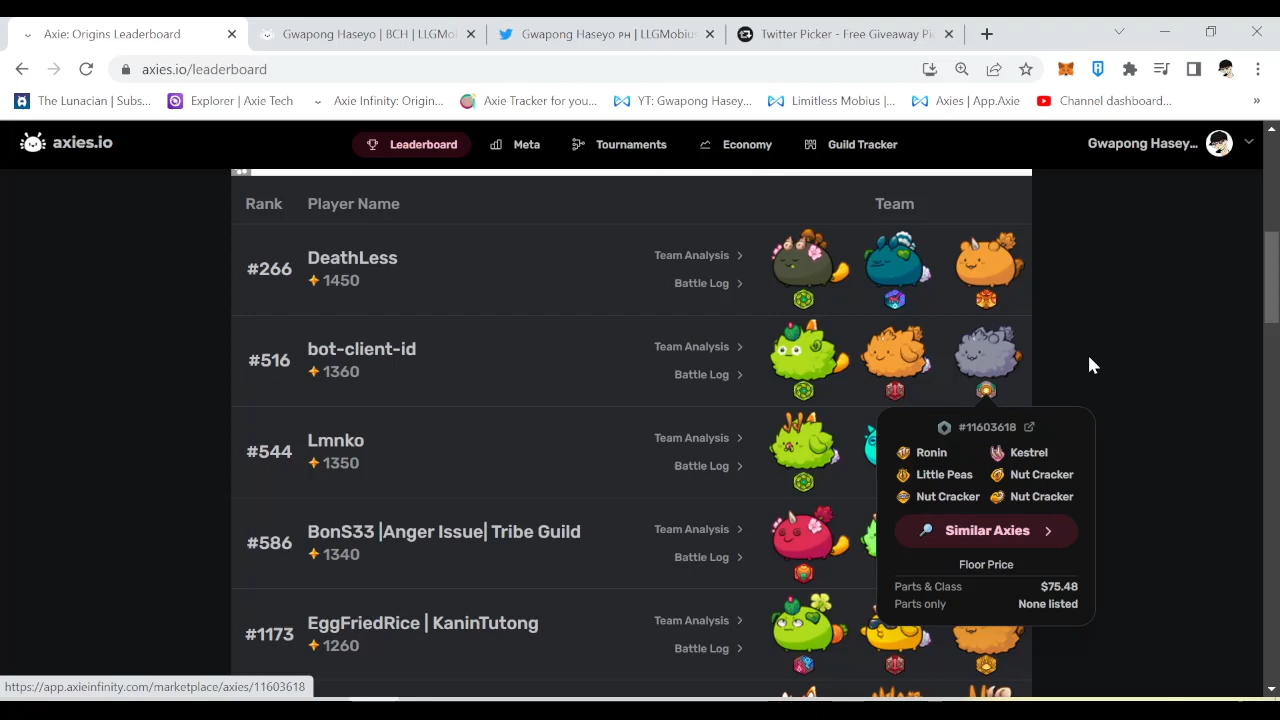 Axie: Origins Leaderboard
Gwapong Haseyo | BCH | LLGMobi
Gwapong Haseyo PH | LLGMobius
Twitter Picker - Free Giveaway Pi
axies.io/leaderboard
The Lunacian | Subs...
Explorer | Axie Tech
Axie Infinity: Origin...
Axie Tracker for you...
YT: Gwapong Hasey...
Limitless Mobius |...
Axies | App.Axie
Channel dashboard...
»
axies.io
Leaderboard
Meta
Tournaments
Economy
Guild Tracker
Gwapong Hasey...
Rank
Player Name
Team
#266
DeathLess
1450
Team Analysis
Battle Log
#516
bot-client-id
1360
Team Analysis
Battle Log
#544
Lmnko
1350
Team Analysis
Battle Log
#586
BonS33 |Anger Issue| Tribe Guild
1340
Team Analysis
Battle Log
#1173
EggFriedRice | KaninTutong
1260
Team Analysis
Battle Log
#11603618
Ronin Kestrel
Little Peas Nut Cracker
Nut Cracker Nut Cracker
Similar Axies
Floor Price
Parts & Class $75.48
Parts only None listed
https://app.axieinfinity.com/marketplace/axies/11603618